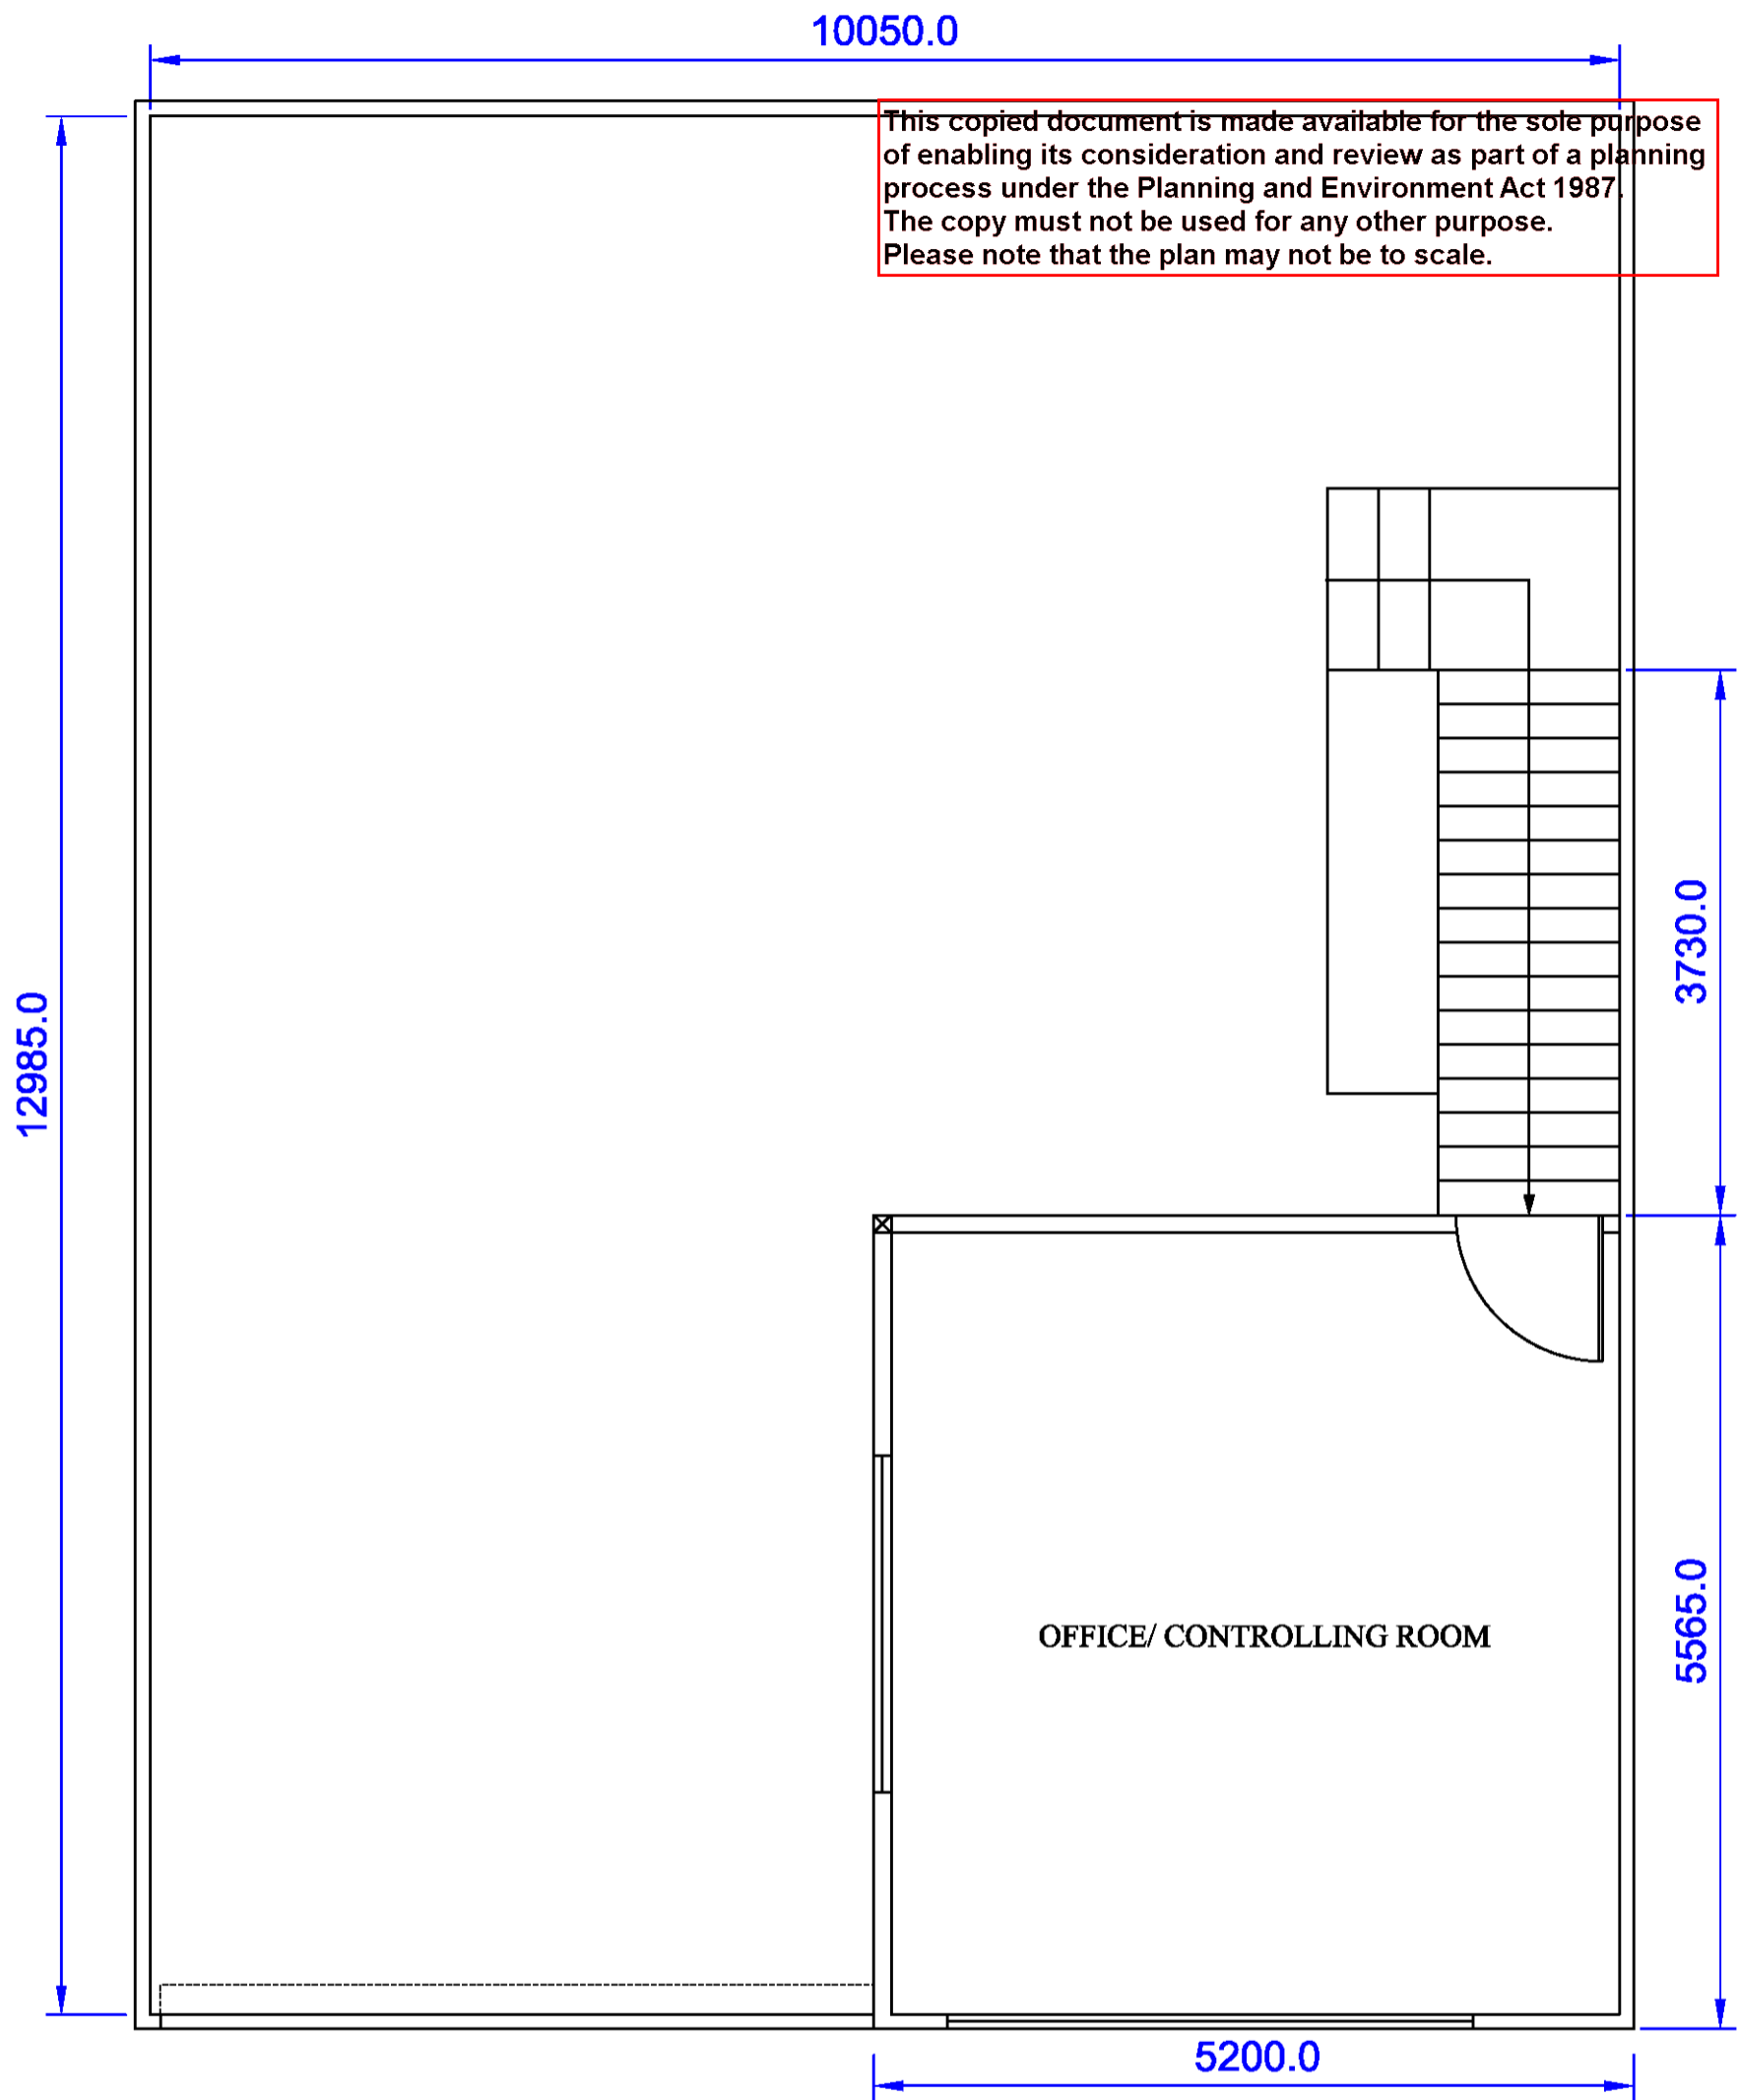 10050.0
This copied document is made available for the sole purpose
of enabling its consideration and review as part of a planning
process under the Planning and Environment Act 1987.
The copy must not be used for any other purpose.
Please note that the plan may not be to scale.
3730.0
12985.0
5565.0
OFFICE/ CONTROLLING ROOM
5200.0